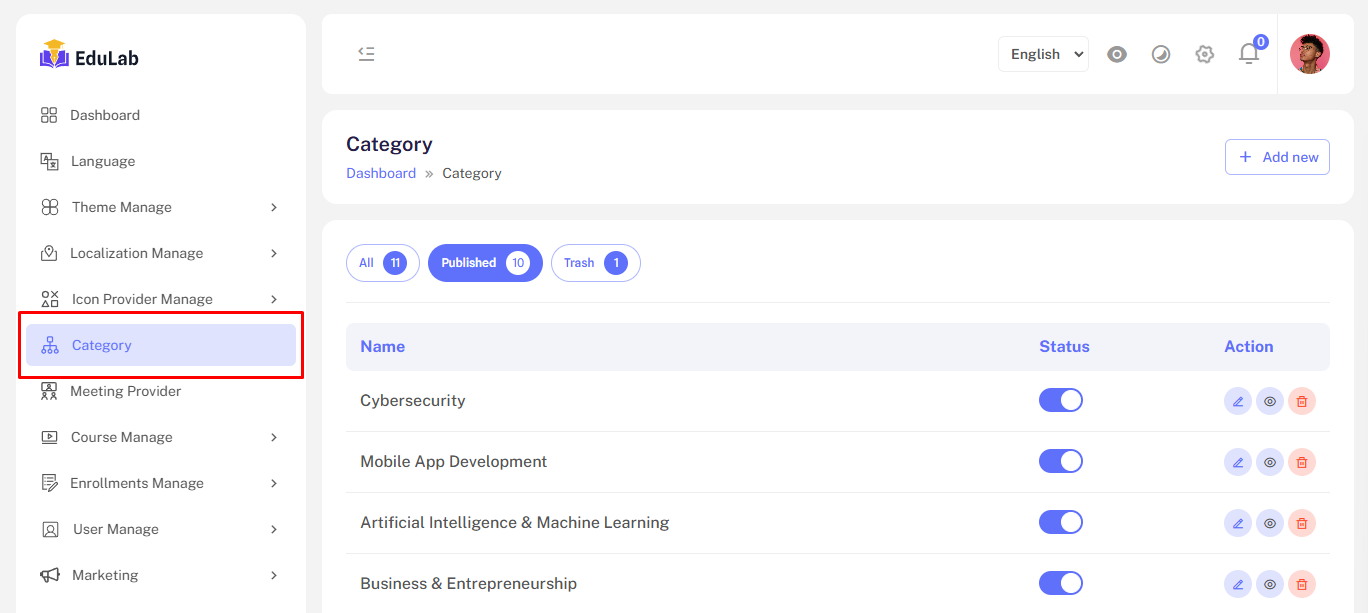 EduLab
Dashboard
Language
Theme Manage
Localization Manage
Icon Provider Manage
Category
Meeting Provider
Course Manage
Enrollments Manage
User Manage
Marketing
English
0
Category
Dashboard » Category
+ Add new
All 11
Published 10
Trash 1
Name Status Action
Cybersecurity
Mobile App Development
Artificial Intelligence & Machine Learning
Business & Entrepreneurship